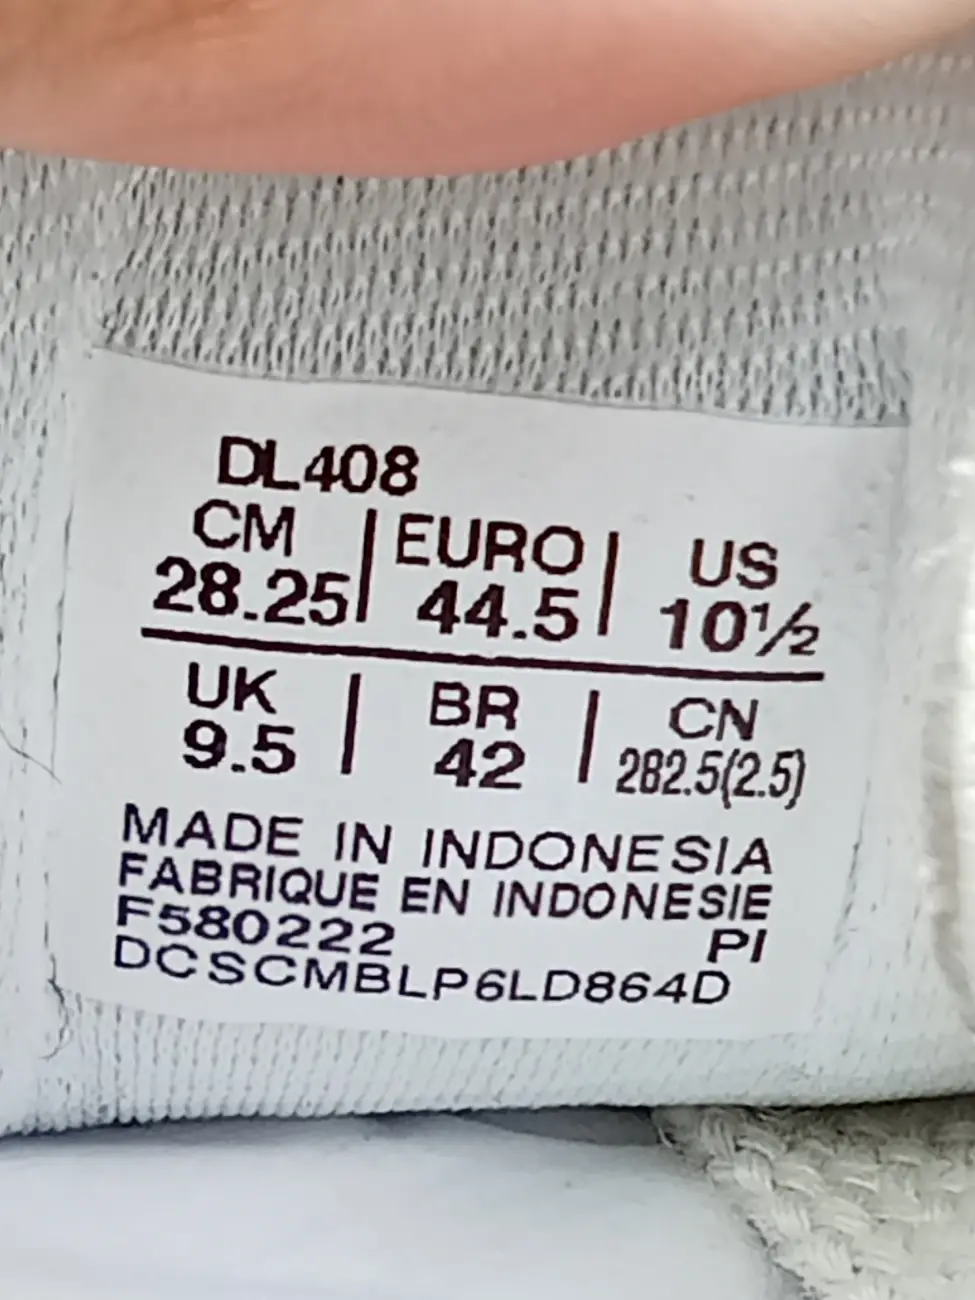 DL408
CM | EURO | US
28.25 | 44.5 | 10½
UK | BR | CN
9.5 | 42 | 282.5(2.5)
MADE IN INDONESIA
FABRIQUE EN INDONESIE
F580222 PI
DCSCMBLP6LD864D